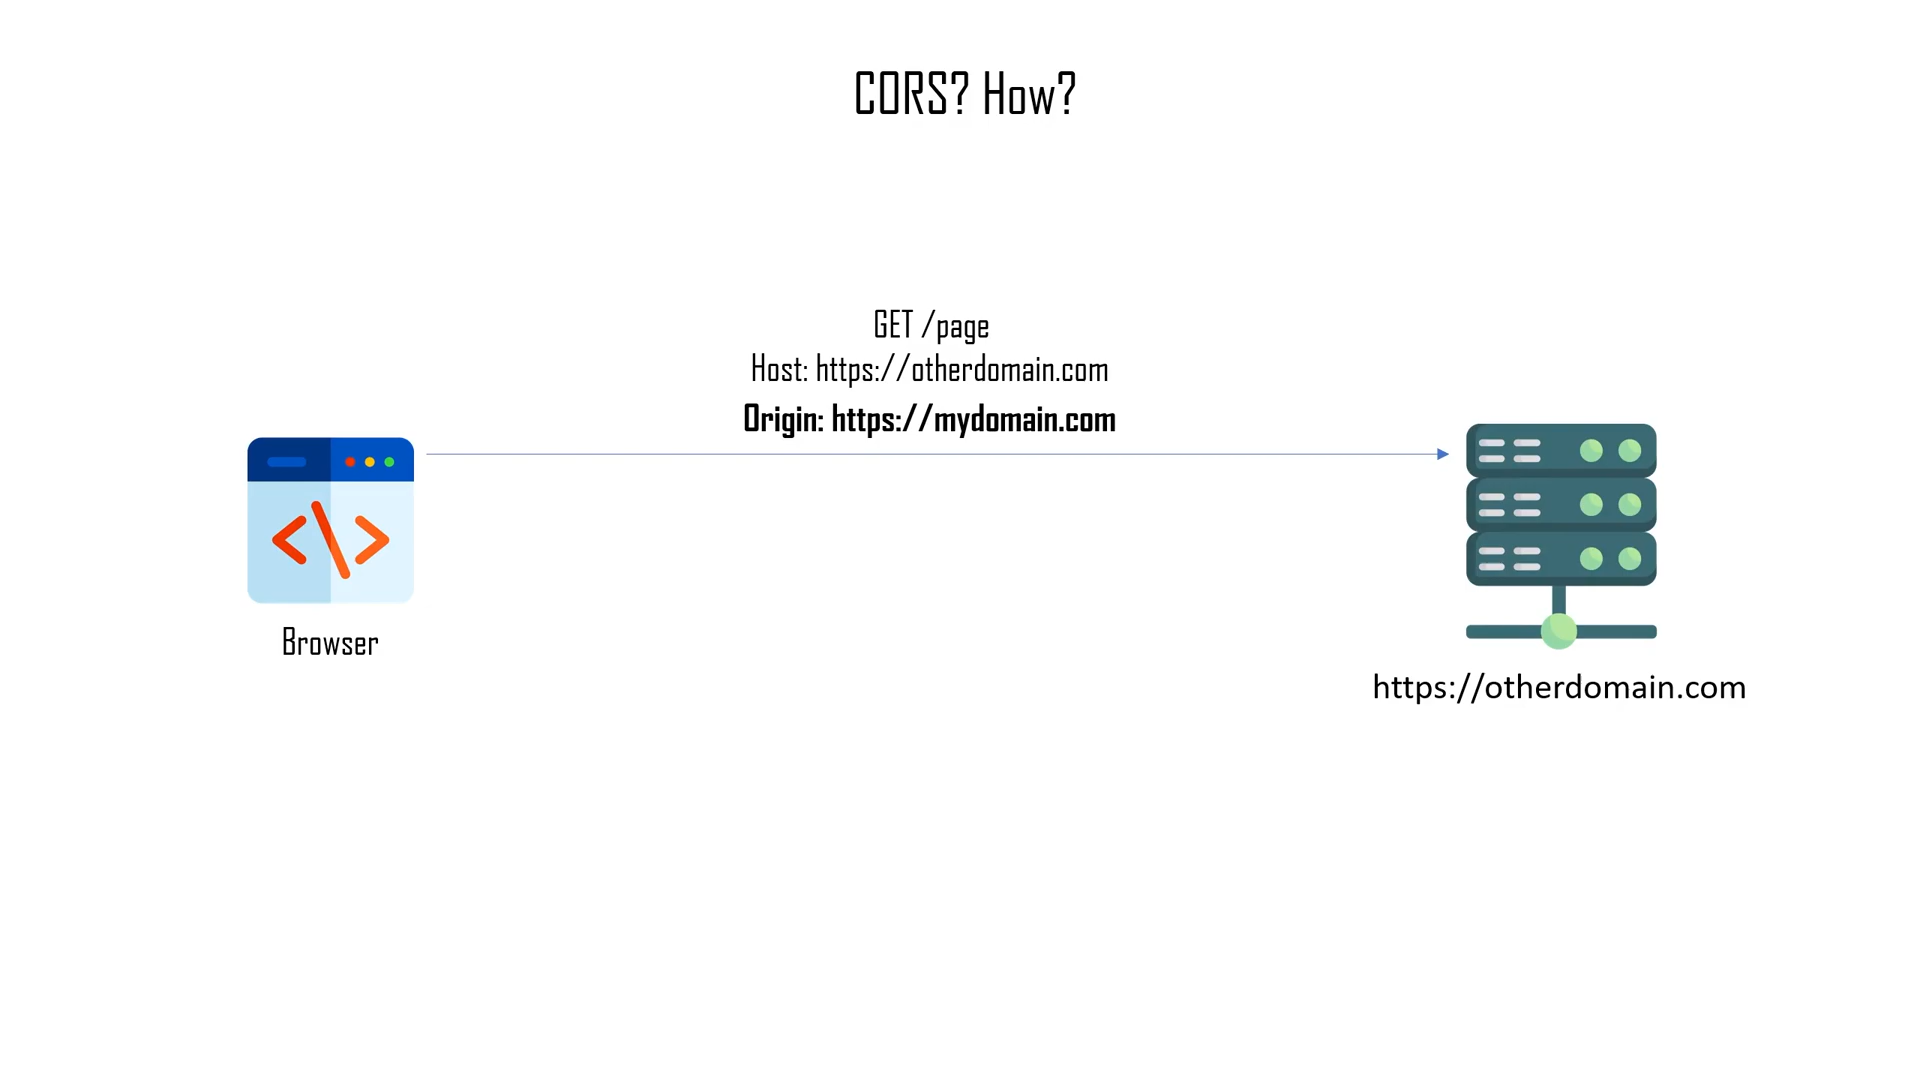 CORS? How?
GET /page
Host: https://otherdomain.com
Origin: https://mydomain.com
Browser
https://otherdomain.com